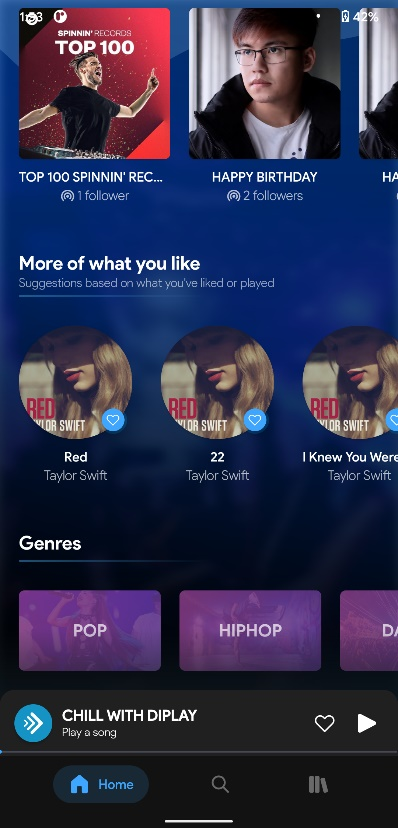 42%
SPINNIN' RECORDS
TOP 100
TOP 100 SPINNIN' REC...
HAPPY BIRTHDAY
HA
1 follower
2 followers
More of what you like
Suggestions based on what you've liked or played
RED
TAYLOR SWIFT
RED
TAYLOR SWIFT
RED
TAYLOR SWIFT
Red
22
I Knew You Were
Taylor Swift
Taylor Swift
Taylor Swift
Genres
POP
HIPHOP
DA
CHILL WITH DIPLAY
Play a song
Home